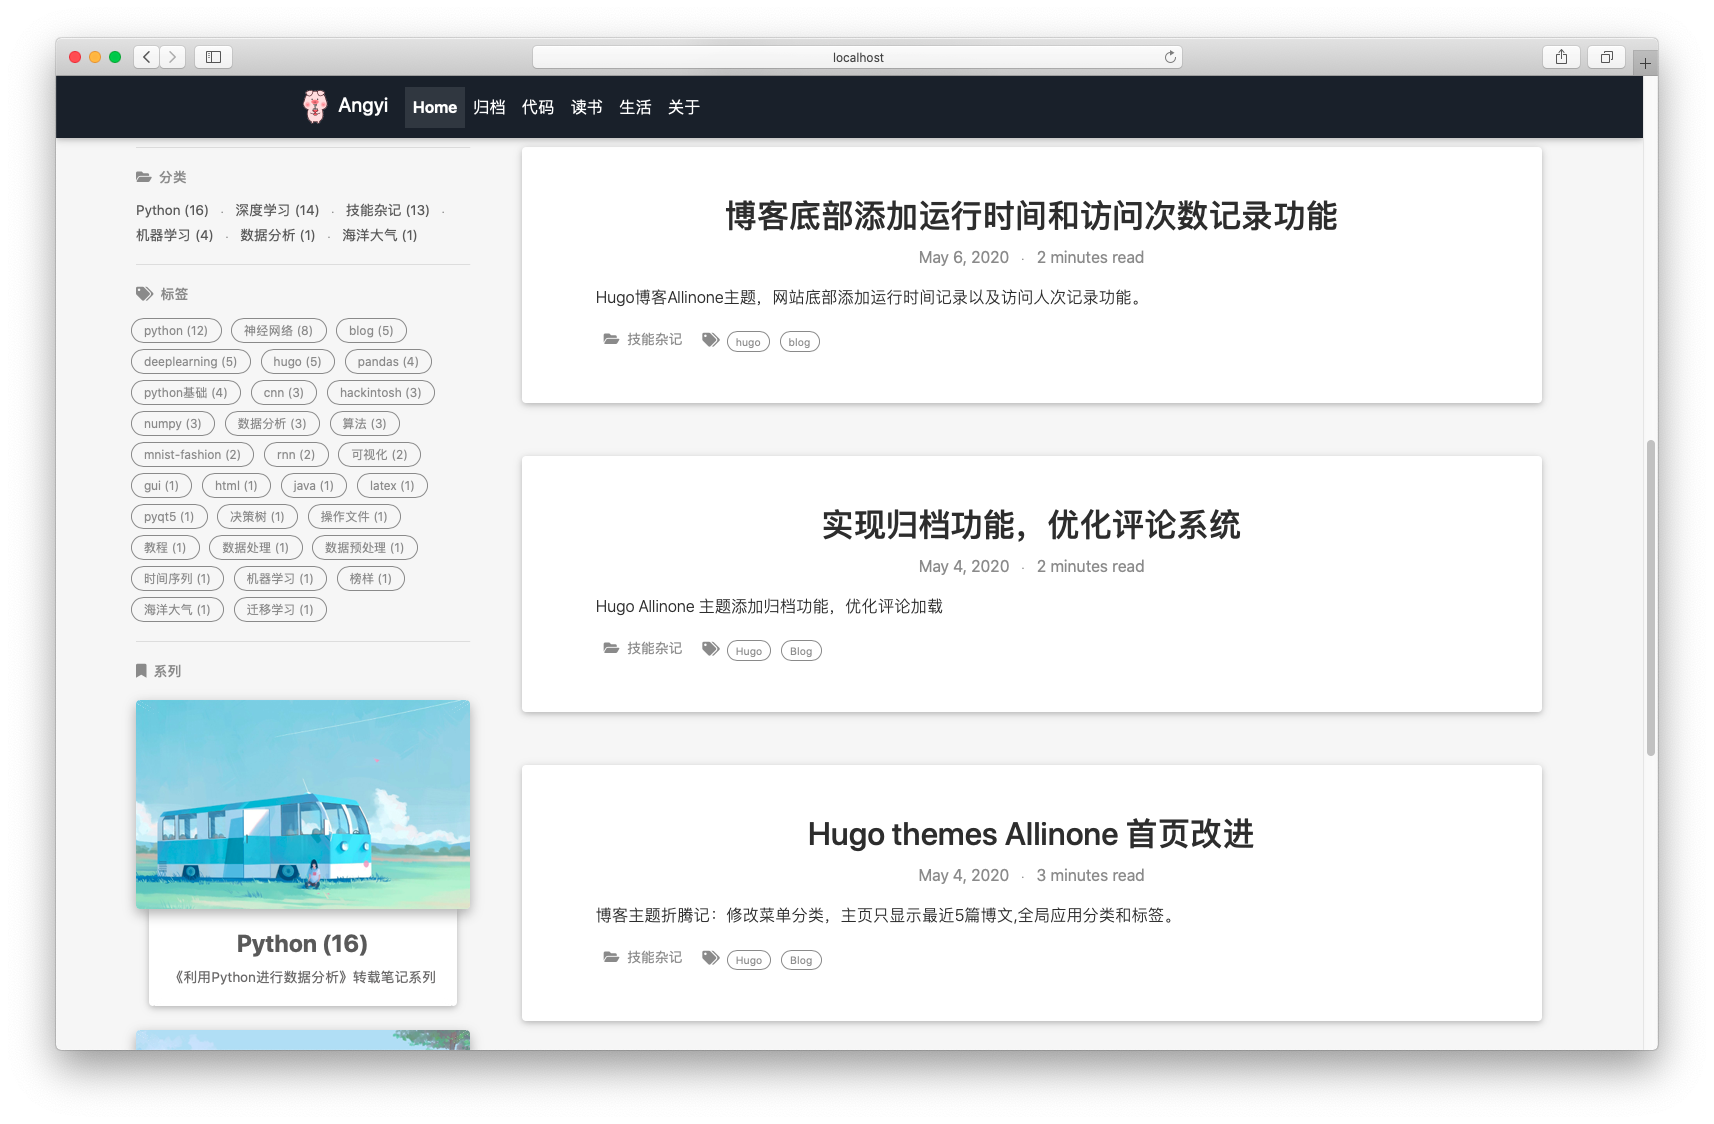 localhost
Angyi Home 归档 代码 读书 生活 关于
分类
Python (16) · 深度学习 (14) · 技能杂记 (13) ·
机器学习 (4) · 数据分析 (1) · 海洋大气 (1)
标签
python (12) 神经网络 (8) blog (5)
deeplearning (5) hugo (5) pandas (4)
python基础 (4) cnn (3) hackintosh (3)
numpy (3) 数据分析 (3) 算法 (3)
mnist-fashion (2) rnn (2) 可视化 (2)
gui (1) html (1) java (1) latex (1)
pyqt5 (1) 决策树 (1) 操作文件 (1)
教程 (1) 数据处理 (1) 数据预处理 (1)
时间序列 (1) 机器学习 (1) 榜样 (1)
海洋大气 (1) 迁移学习 (1)
系列
Python (16)
《利用Python进行数据分析》转载笔记系列
博客底部添加运行时间和访问次数记录功能
May 6, 2020 · 2 minutes read
Hugo博客Allinone主题，网站底部添加运行时间记录以及访问人次记录功能。
技能杂记 hugo blog
实现归档功能，优化评论系统
May 4, 2020 · 2 minutes read
Hugo Allinone 主题添加归档功能，优化评论加载
技能杂记 Hugo Blog
Hugo themes Allinone 首页改进
May 4, 2020 · 3 minutes read
博客主题折腾记：修改菜单分类，主页只显示最近5篇博文,全局应用分类和标签。
技能杂记 Hugo Blog